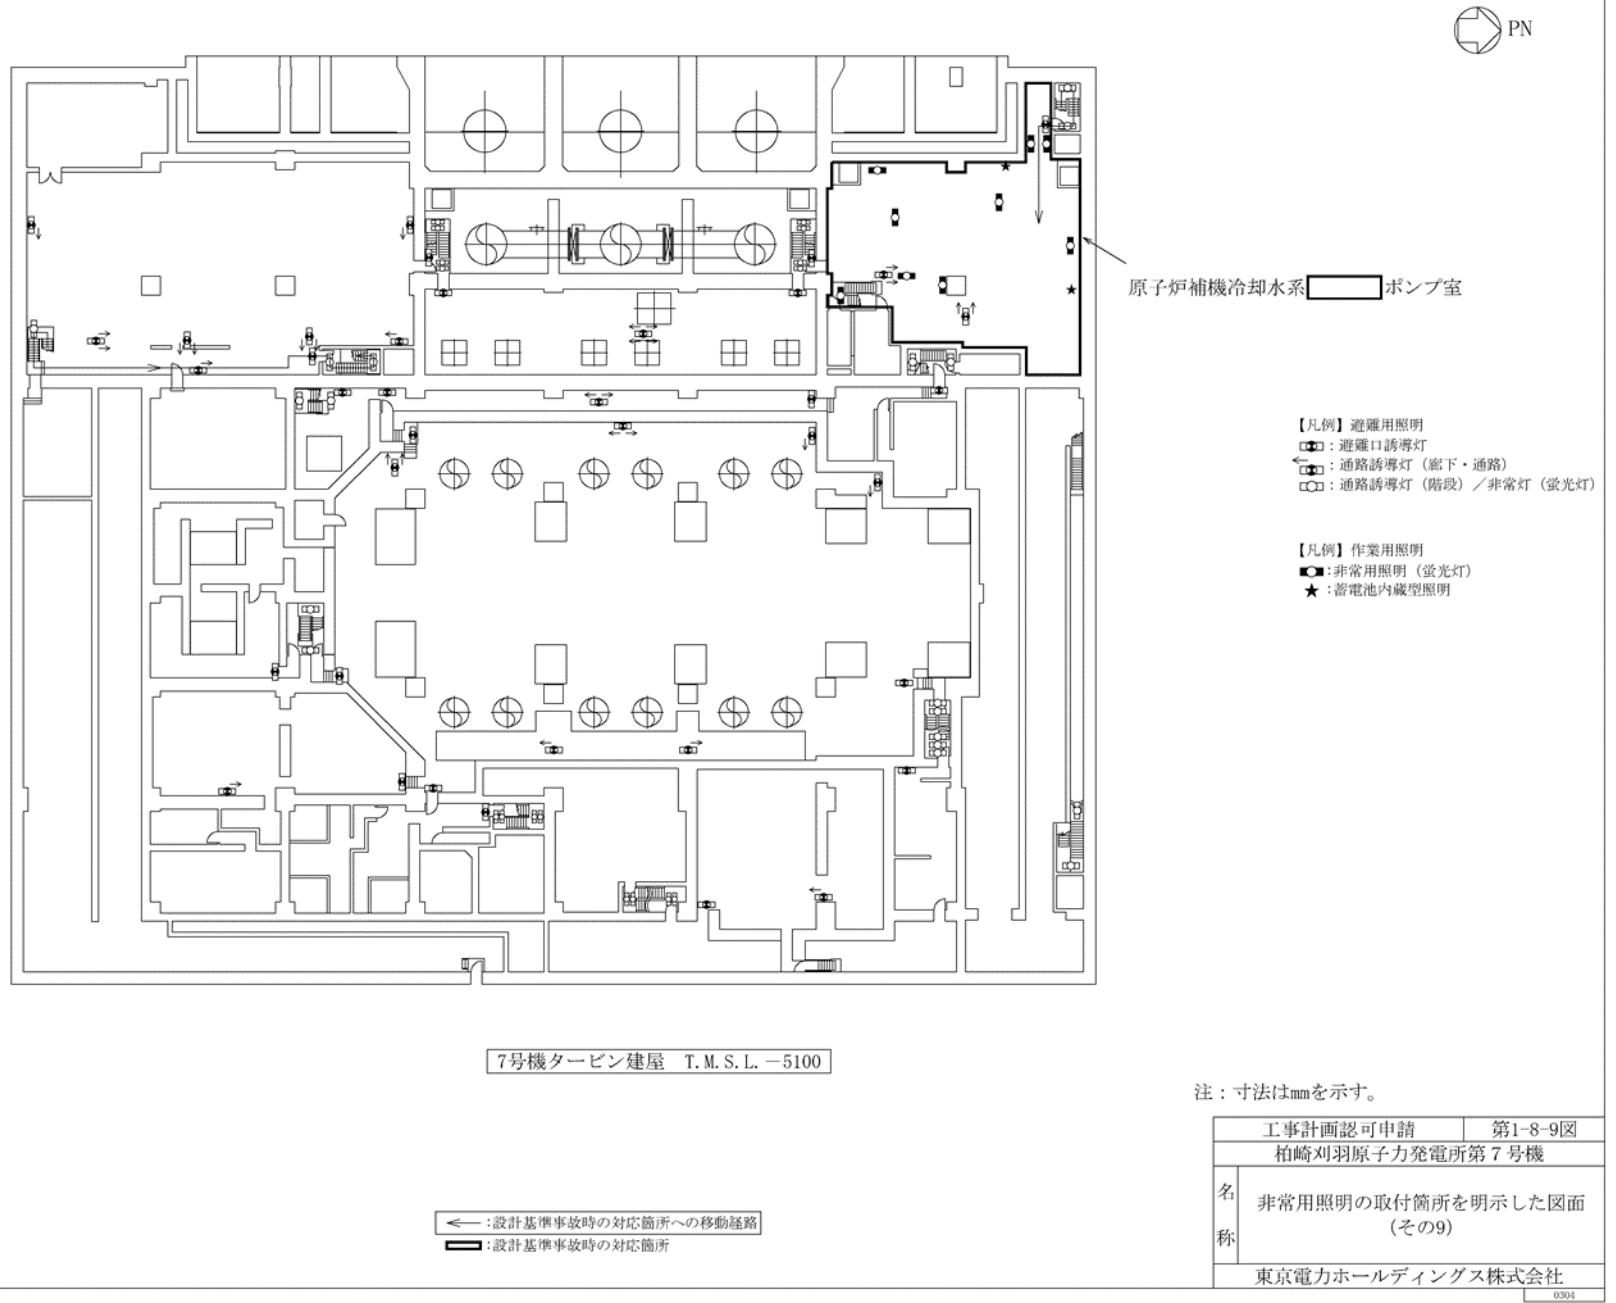 PN
原子炉補機冷却水系 ポンプ室
【凡例】避難用照明
：避難口誘導灯
：通路誘導灯（廊下・通路）
：通路誘導灯（階段）／非常灯（蛍光灯）
【凡例】作業用照明
：非常用照明（蛍光灯）
★：蓄電池内蔵型照明
7号機タービン建屋　T.M.S.L.－5100
注：寸法は㎜を示す。
工事計画認可申請 第1-8-9図
柏崎刈羽原子力発電所第７号機
名称
非常用照明の取付箇所を明示した図面
(その9)
東京電力ホールディングス株式会社
0304
：設計基準事故時の対応箇所への移動経路
：設計基準事故時の対応箇所